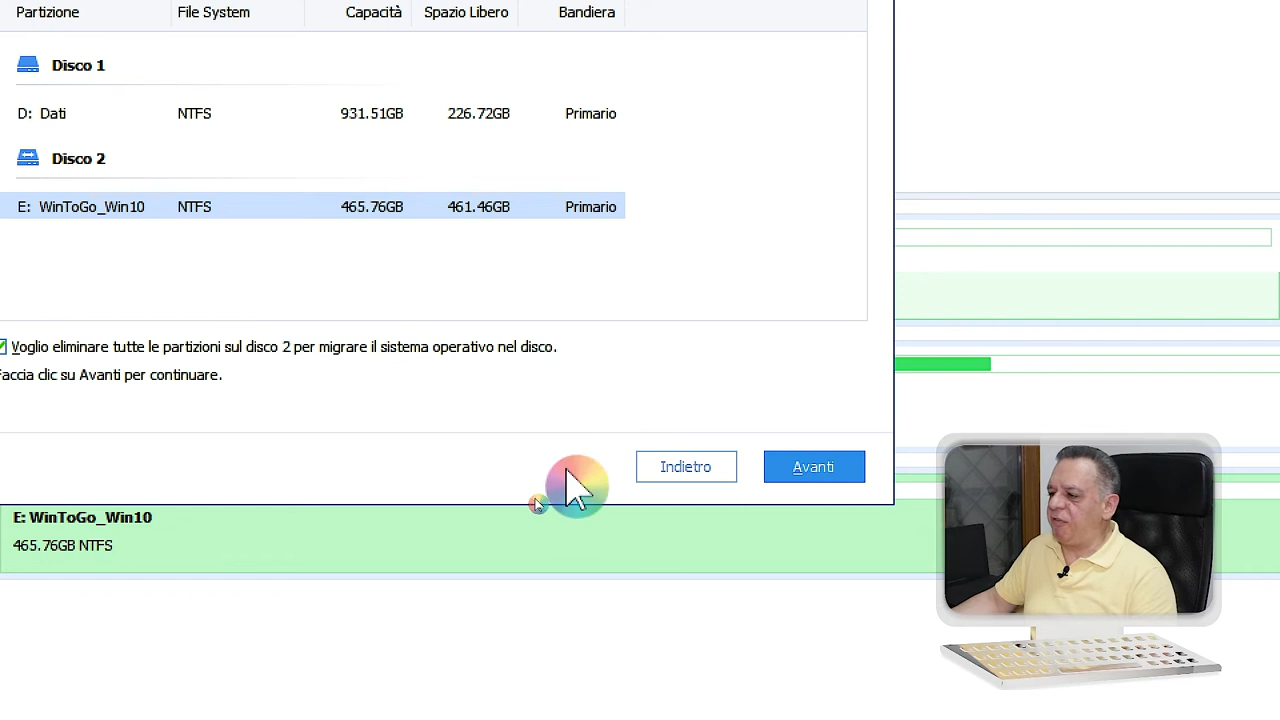 Partizione File System Capacità Spazio Libero Bandiera
Disco 1
D: Dati NTFS 931.51GB 226.72GB Primario
Disco 2
E: WinToGo_Win10 NTFS 465.76GB 461.46GB Primario
Voglio eliminare tutte le partizioni sul disco 2 per migrare il sistema operativo nel disco.
Faccia clic su Avanti per continuare.
Indietro Avanti
E: WinToGo_Win10
465.76GB NTFS